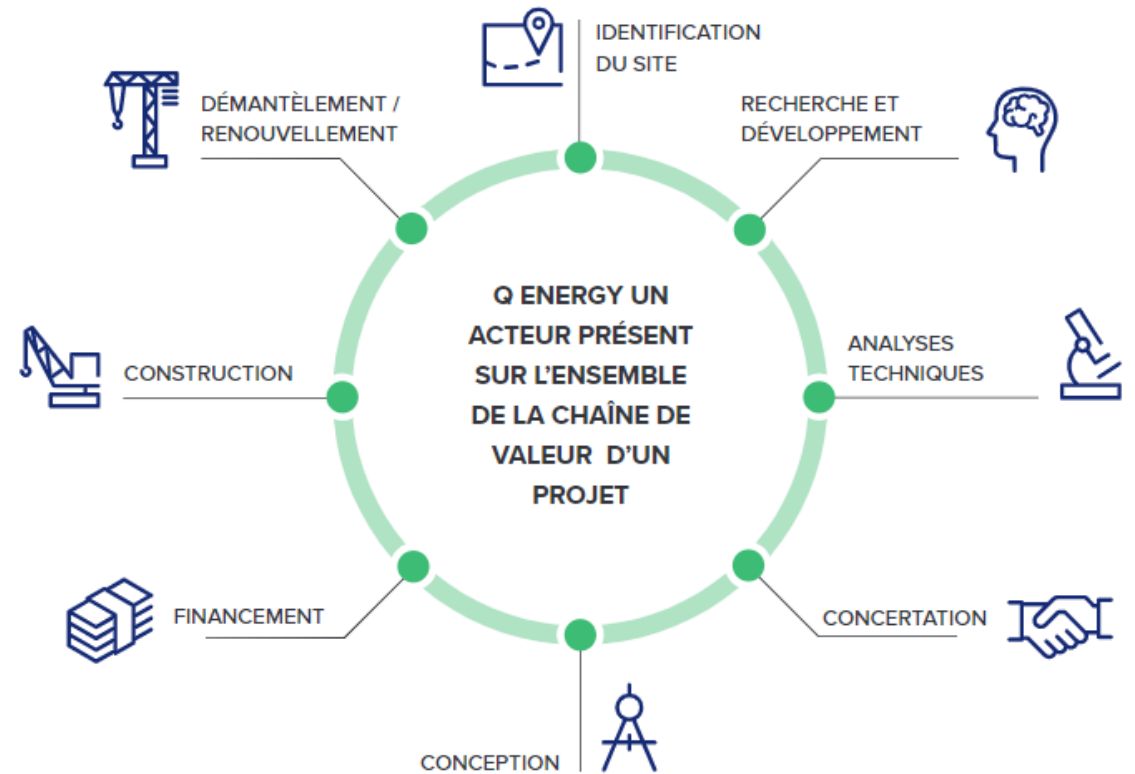 IDENTIFICATION
DU SITE
RECHERCHE ET
DÉVELOPPEMENT
ANALYSES
TECHNIQUES
CONCERTATION
CONCEPTION
FINANCEMENT
CONSTRUCTION
DÉMANTÈLEMENT /
RENOUVELLEMENT
Q ENERGY UN
ACTEUR PRÉSENT
SUR L’ENSEMBLE
DE LA CHAÎNE DE
VALEUR D’UN
PROJET